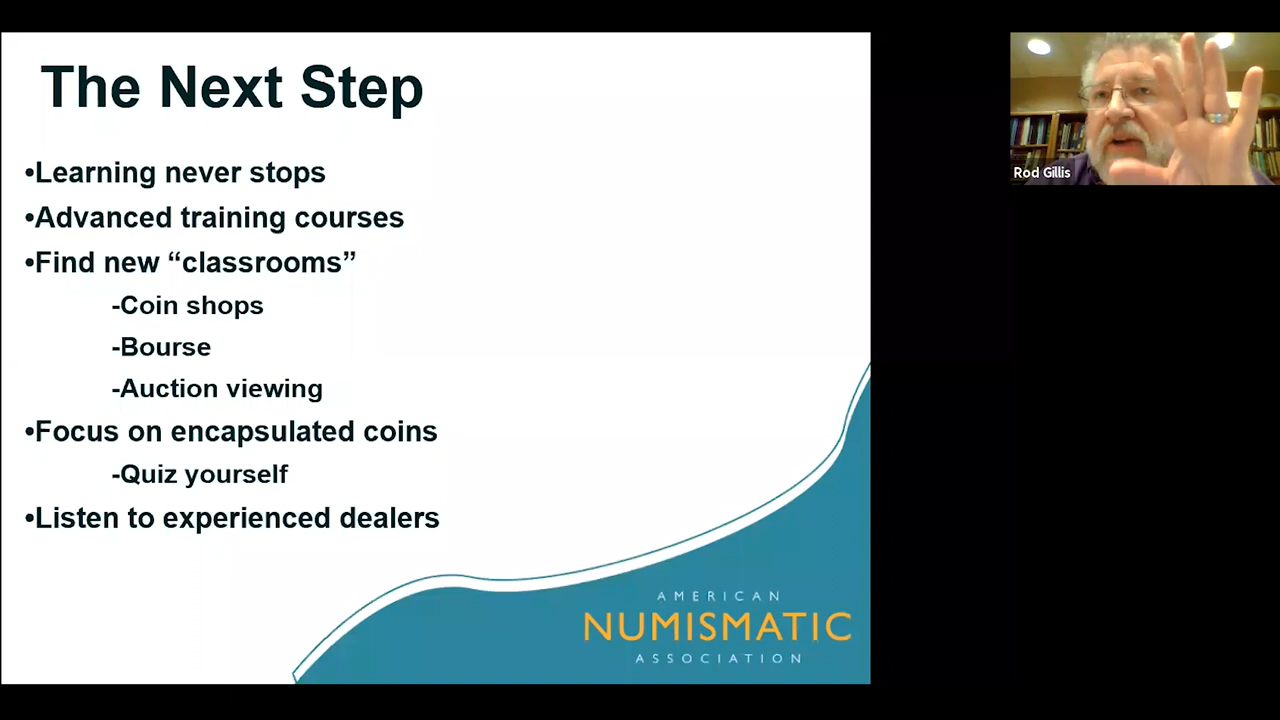 The Next Step
•Learning never stops
•Advanced training courses
•Find new “classrooms”
-Coin shops
-Bourse
-Auction viewing
•Focus on encapsulated coins
-Quiz yourself
•Listen to experienced dealers
AMERICAN
NUMISMATIC
ASSOCIATION
Rod Gillis